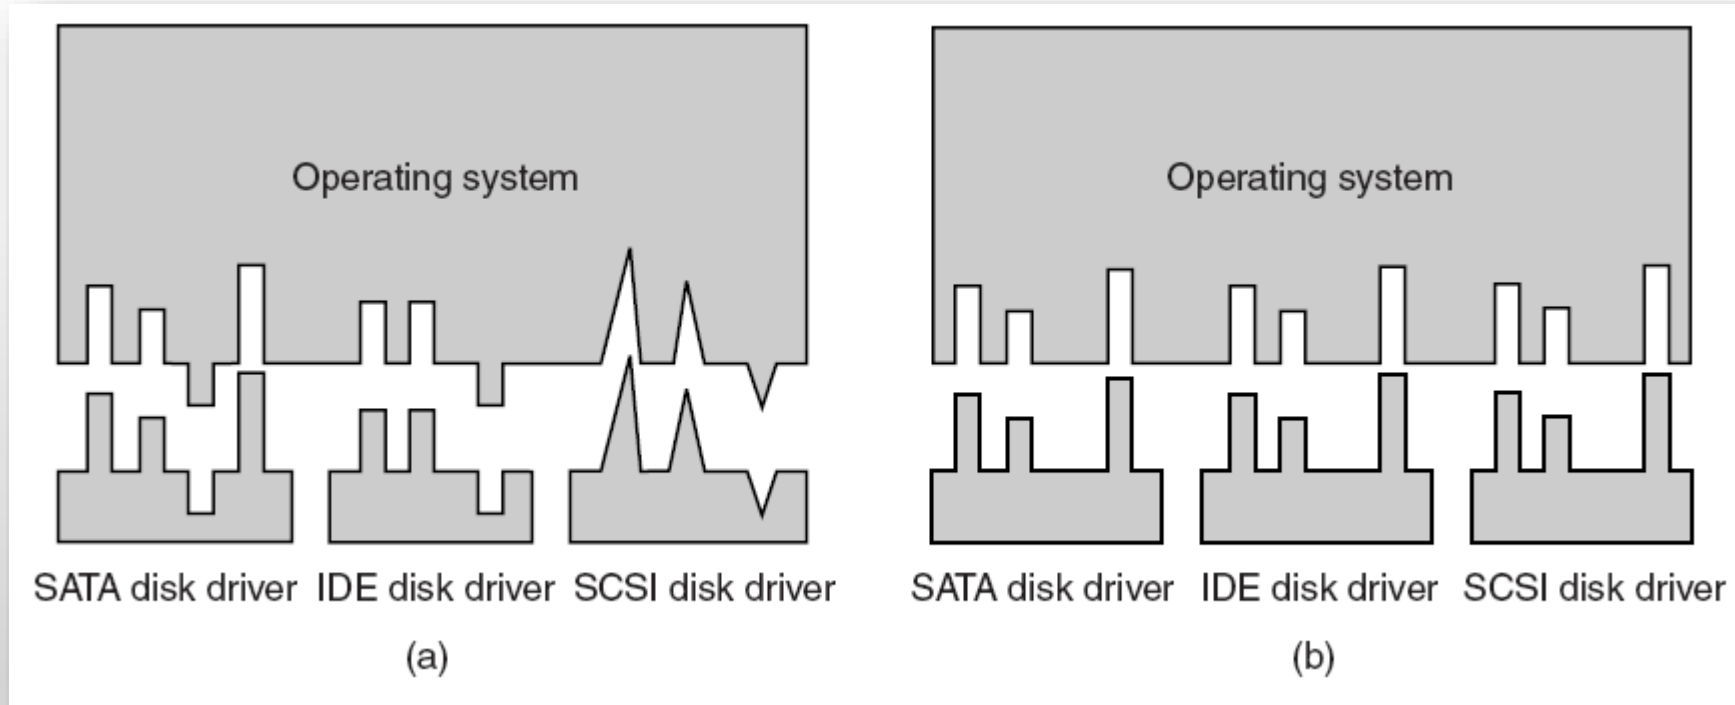 Operating system
SATA disk driver
IDE disk driver
SCSI disk driver
(a)
Operating system
SATA disk driver
IDE disk driver
SCSI disk driver
(b)